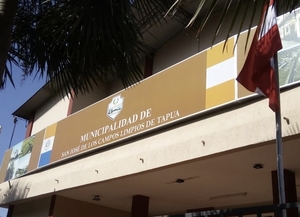 MUNICIPALIDAD DE
SAN JOSÉ DE LOS CAMPOS LIMPIOS DE TAPUA